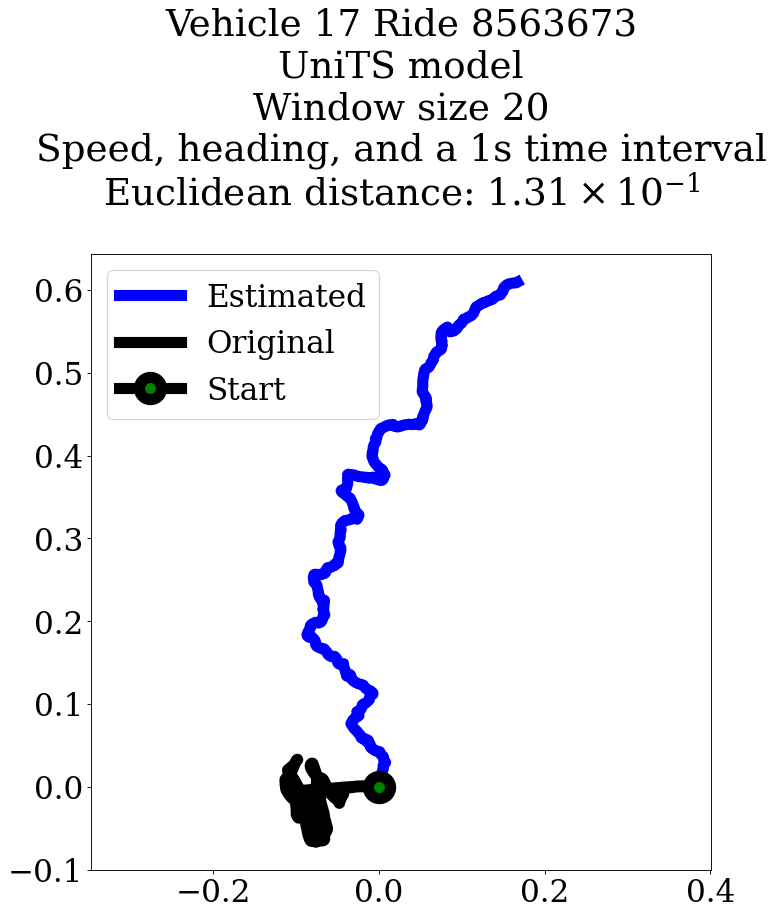 Vehicle 17 Ride 8563673
UniTS model
Window size 20
Speed, heading, and a 1s time interval
Euclidean distance: 1.31 × 10⁻¹
Estimated
Original
Start
0.6
0.5
0.4
0.3
0.2
0.1
0.0
−0.1
−0.2 0.0 0.2 0.4